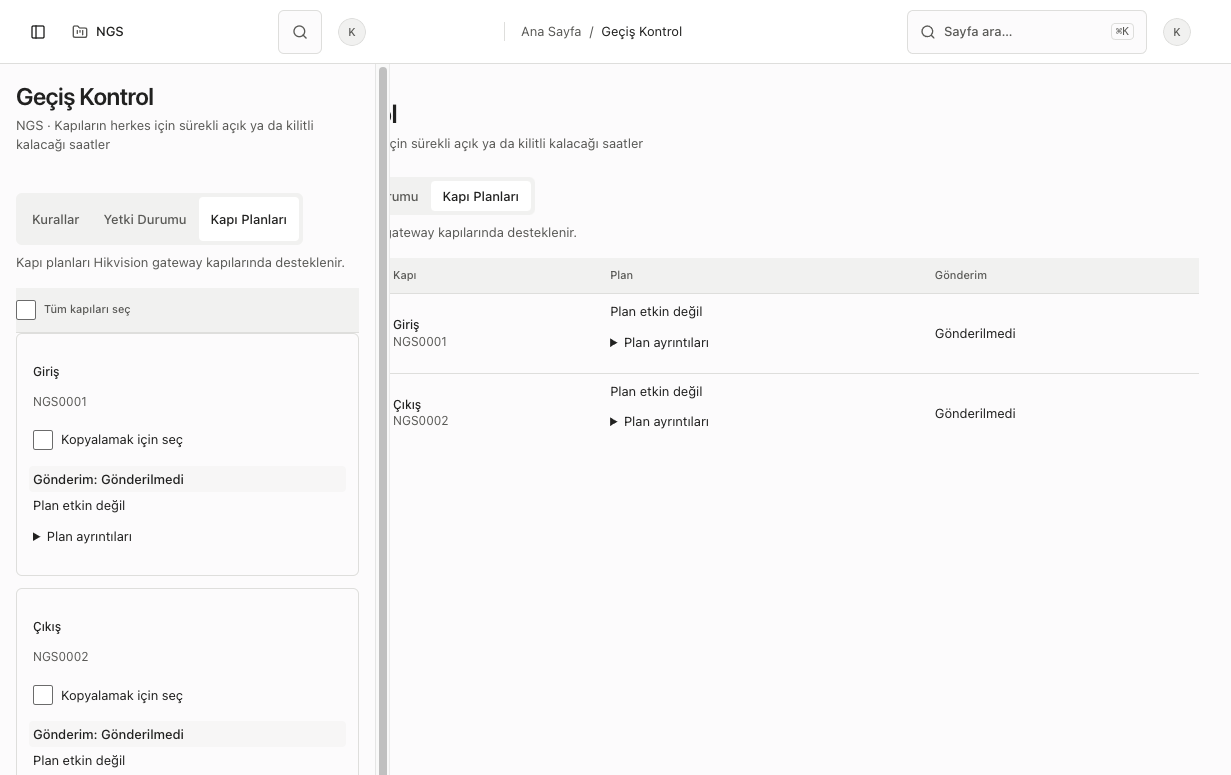 NGS
K
Ana Sayfa / Geçiş Kontrol
Sayfa ara...
⌘K
K
Geçiş Kontrol
NGS · Kapıların herkes için sürekli açık ya da kilitli
kalacağı saatler
Kurallar
Yetki Durumu
Kapı Planları
Kapı planları Hikvision gateway kapılarında desteklenir.
Tüm kapıları seç
Giriş
NGS0001
Kopyalamak için seç
Gönderim: Gönderilmedi
Plan etkin değil
Plan ayrıntıları
Çıkış
NGS0002
Kopyalamak için seç
Gönderim: Gönderilmedi
Plan etkin değil
l
çin sürekli açık ya da kilitli kalacağı saatler
rumu
Kapı Planları
gateway kapılarında desteklenir.
Kapı
Plan
Gönderim
Giriş
NGS0001
Plan etkin değil
Plan ayrıntıları
Gönderilmedi
Çıkış
NGS0002
Plan etkin değil
Plan ayrıntıları
Gönderilmedi